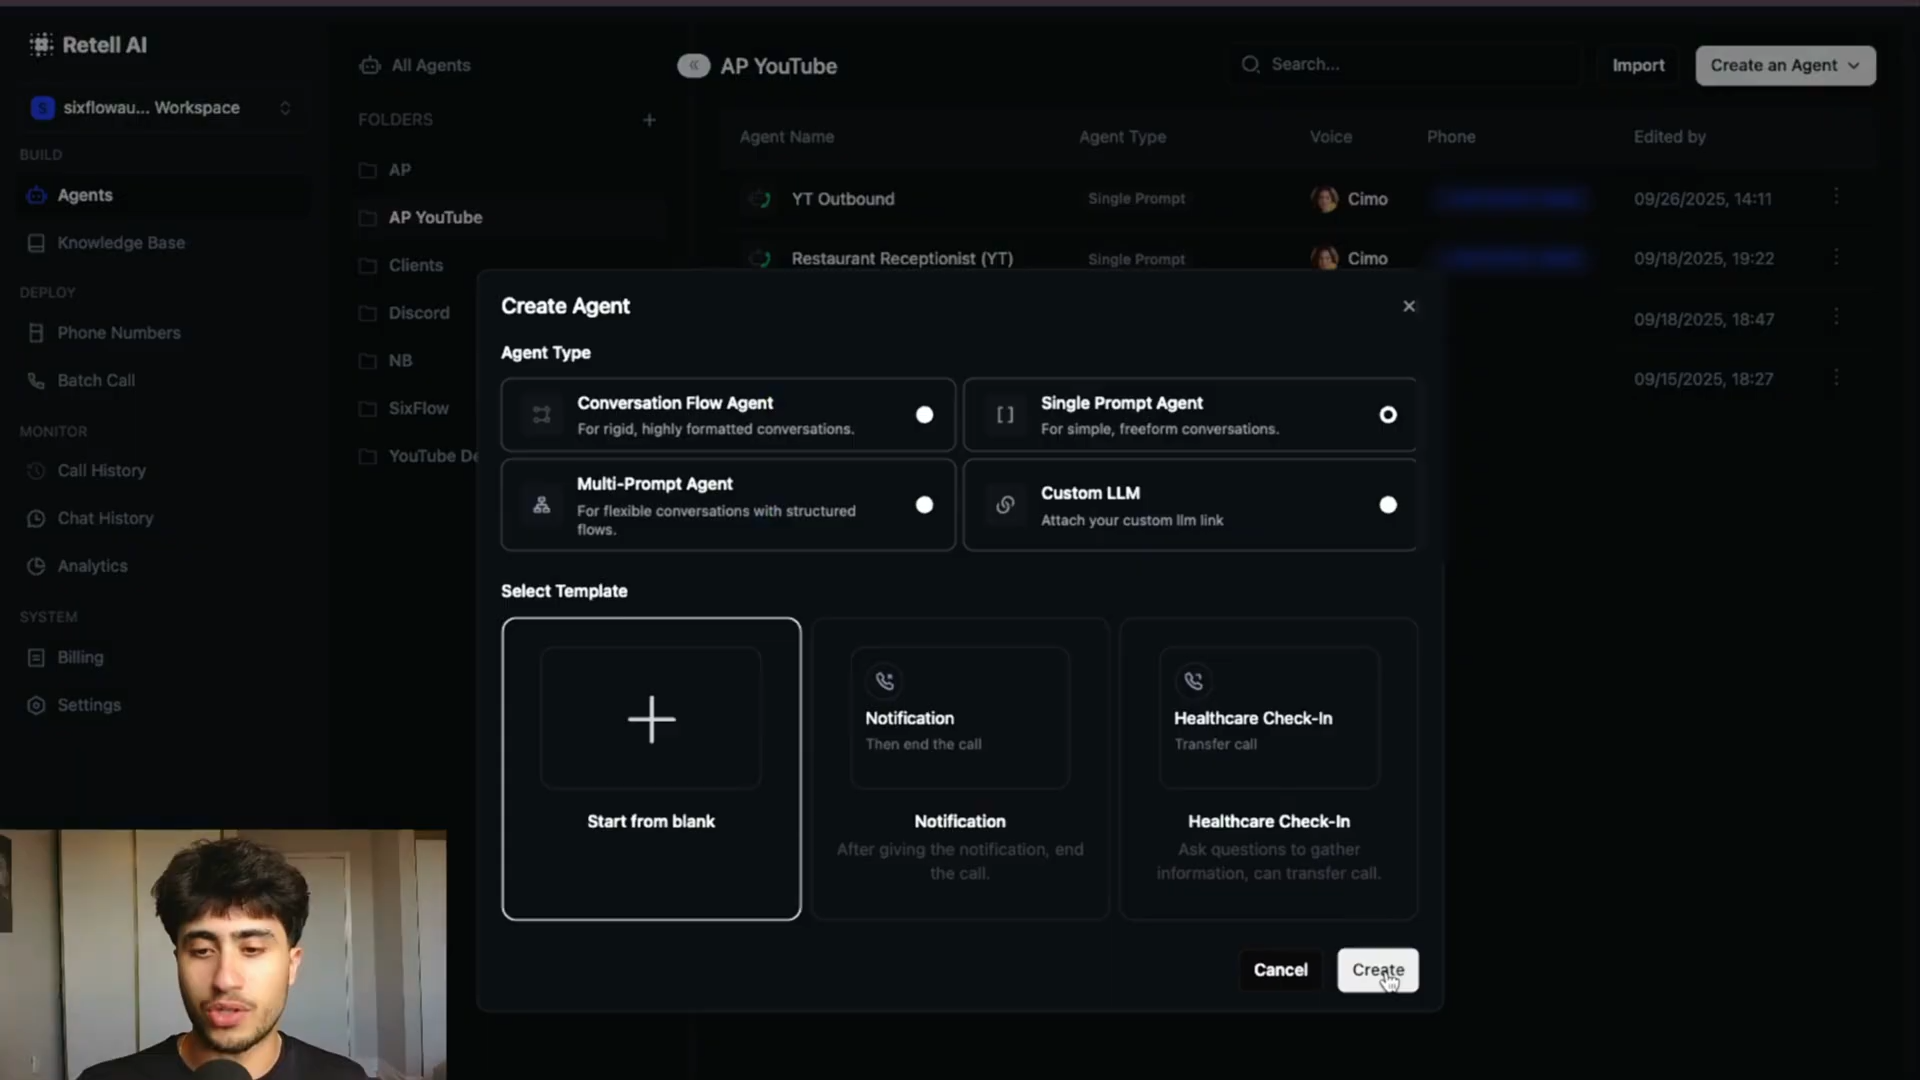 Retell AI
sixflowau... Workspace
BUILD
Agents
Knowledge Base
DEPLOY
Phone Numbers
Batch Call
MONITOR
Call History
Chat History
Analytics
SYSTEM
Billing
Settings
All Agents
FOLDERS
AP
AP YouTube
Clients
Discord
NB
SixFlow
YouTube De
AP YouTube
Search...
Import
Create an Agent
Agent Name Agent Type Voice Phone Edited by
YT Outbound Single Prompt Cimo 09/26/2025, 14:11
Restaurant Receptionist (YT) Single Prompt Cimo 09/18/2025, 19:22
09/18/2025, 18:47
09/15/2025, 18:27
Create Agent
Agent Type
Conversation Flow Agent
For rigid, highly formatted conversations.
Single Prompt Agent
For simple, freeform conversations.
Multi-Prompt Agent
For flexible conversations with structured
flows.
Custom LLM
Attach your custom llm link
Select Template
Start from blank
Notification
Then end the call
Notification
After giving the notification, end
the call.
Healthcare Check-In
Transfer call
Healthcare Check-In
Ask questions to gather
information, can transfer call.
Cancel
Create